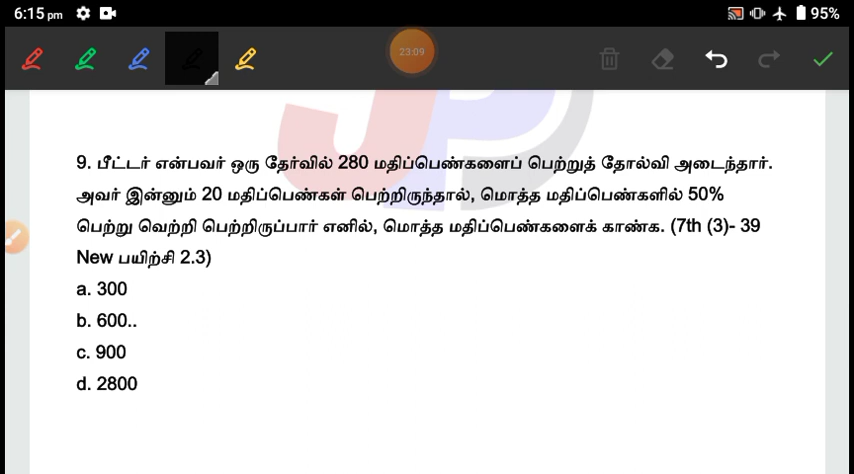 6:15 pm 95%
23:09
JP
9. பீட்டர் என்பவர் ஒரு தேர்வில் 280 மதிப்பெண்களைப் பெற்றுத் தோல்வி அடைந்தார்.
அவர் இன்னும் 20 மதிப்பெண்கள் பெற்றிருந்தால், மொத்த மதிப்பெண்களில் 50%
பெற்று வெற்றி பெற்றிருப்பார் எனில், மொத்த மதிப்பெண்களைக் காண்க. (7th (3)- 39
New பயிற்சி 2.3)
a. 300
b. 600..
c. 900
d. 2800